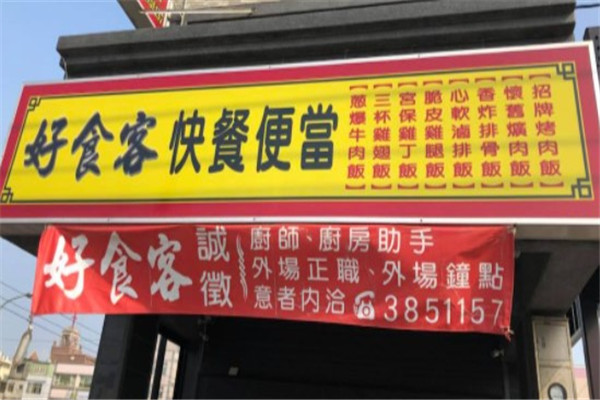 好食客 快餐便當
【招牌烤肉飯】
【懷舊爌肉飯】
【香炸排骨飯】
【心軟滷排飯】
【脆皮雞腿飯】
【宮保雞丁飯】
【三杯雞翅飯】
【蔥爆牛肉飯】
好食客 誠徵
廚師、廚房助手
外場正職、外場鐘點
意者內洽 ☎3851157